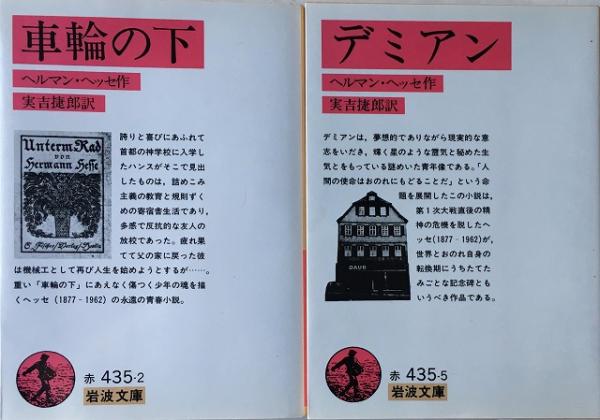 車輪の下
ヘルマン・ヘッセ作
実吉捷郎訳
Unterm Rad
von
Hermann Hesse
S. Fischer/Verlag/Berlin
誇りと喜びにあふれて
首都の神学校に入学し
たハンスがそこで見出
したものは，詰めこみ
主義の教育と規則ずく
めの寄宿舎生活であり，
多感で反抗的な友人の
放校であった。疲れ果
てて父の家に戻った彼
は機械工として再び人生を始めようとするが……。
重い「車輪の下」にあえなく傷つく少年の魂を描
くヘッセ（1877－1962）の永遠の青春小説。
赤 435-2
岩波文庫
デミアン
ヘルマン・ヘッセ作
実吉捷郎訳
デミアンは，夢想的でありながら現実的な意
志をいだき，輝く星のような霊気と秘めた生
気とをもっている謎めいた青年像である。「人
間の使命はおのれにもどることだ」という命
題を展開したこの小説は，
第1次大戦直後の精
神の危機を脱したヘ
ッセ（1877－1962）が，
世界とおのれ自身の
転換期にうちたてた
みごとな記念碑とも
いうべき作品である。
DAUB
赤 435-5
岩波文庫